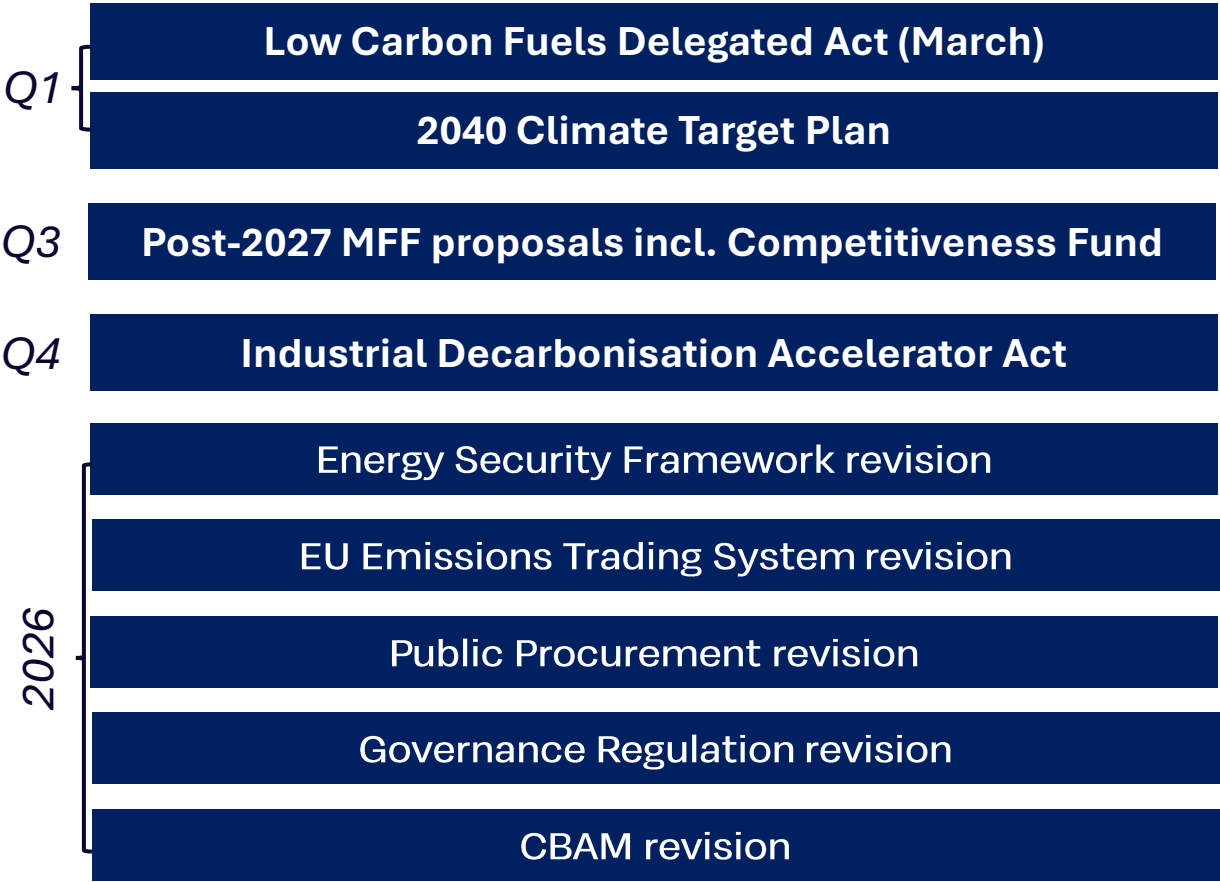 Q1
Low Carbon Fuels Delegated Act (March)
2040 Climate Target Plan
Q3
Post-2027 MFF proposals incl. Competitiveness Fund
Q4
Industrial Decarbonisation Accelerator Act
2026
Energy Security Framework revision
EU Emissions Trading System revision
Public Procurement revision
Governance Regulation revision
CBAM revision